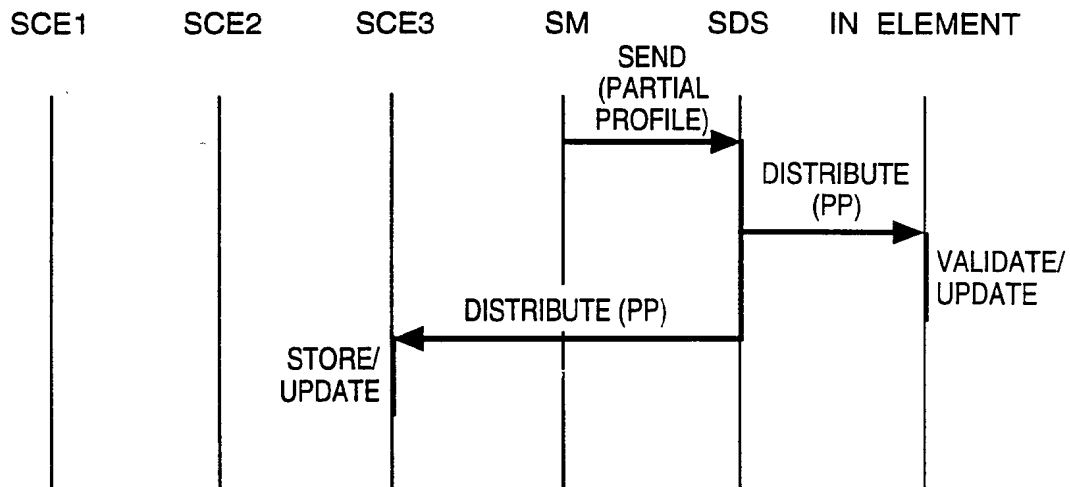 SCE1 SCE2 SCE3 SM SDS IN ELEMENT
SEND
(PARTIAL
PROFILE)
DISTRIBUTE
(PP)
VALIDATE/
UPDATE
DISTRIBUTE (PP)
STORE/
UPDATE